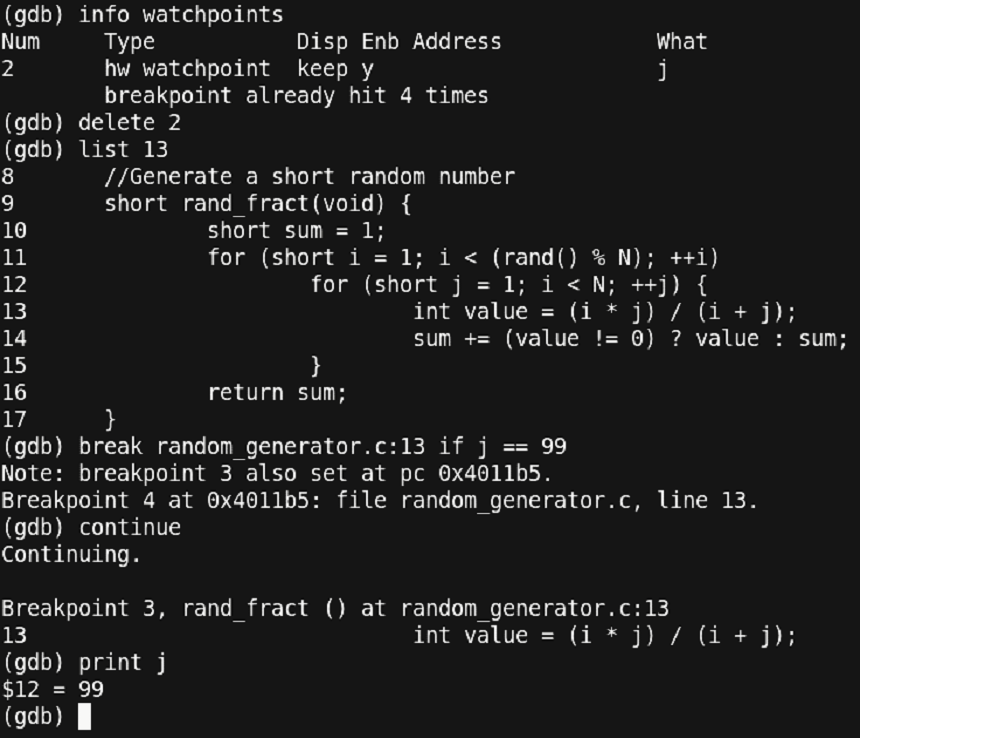 (gdb) info watchpoints
Num     Type           Disp Enb Address            What
2       hw watchpoint  keep y                      j
        breakpoint already hit 4 times
(gdb) delete 2
(gdb) list 13
8       //Generate a short random number
9       short rand_fract(void) {
10              short sum = 1;
11              for (short i = 1; i < (rand() % N); ++i)
12                      for (short j = 1; i < N; ++j) {
13                              int value = (i * j) / (i + j);
14                              sum += (value != 0) ? value : sum;
15                      }
16              return sum;
17      }
(gdb) break random_generator.c:13 if j == 99
Note: breakpoint 3 also set at pc 0x4011b5.
Breakpoint 4 at 0x4011b5: file random_generator.c, line 13.
(gdb) continue
Continuing.

Breakpoint 3, rand_fract () at random_generator.c:13
13                              int value = (i * j) / (i + j);
(gdb) print j
$12 = 99
(gdb)